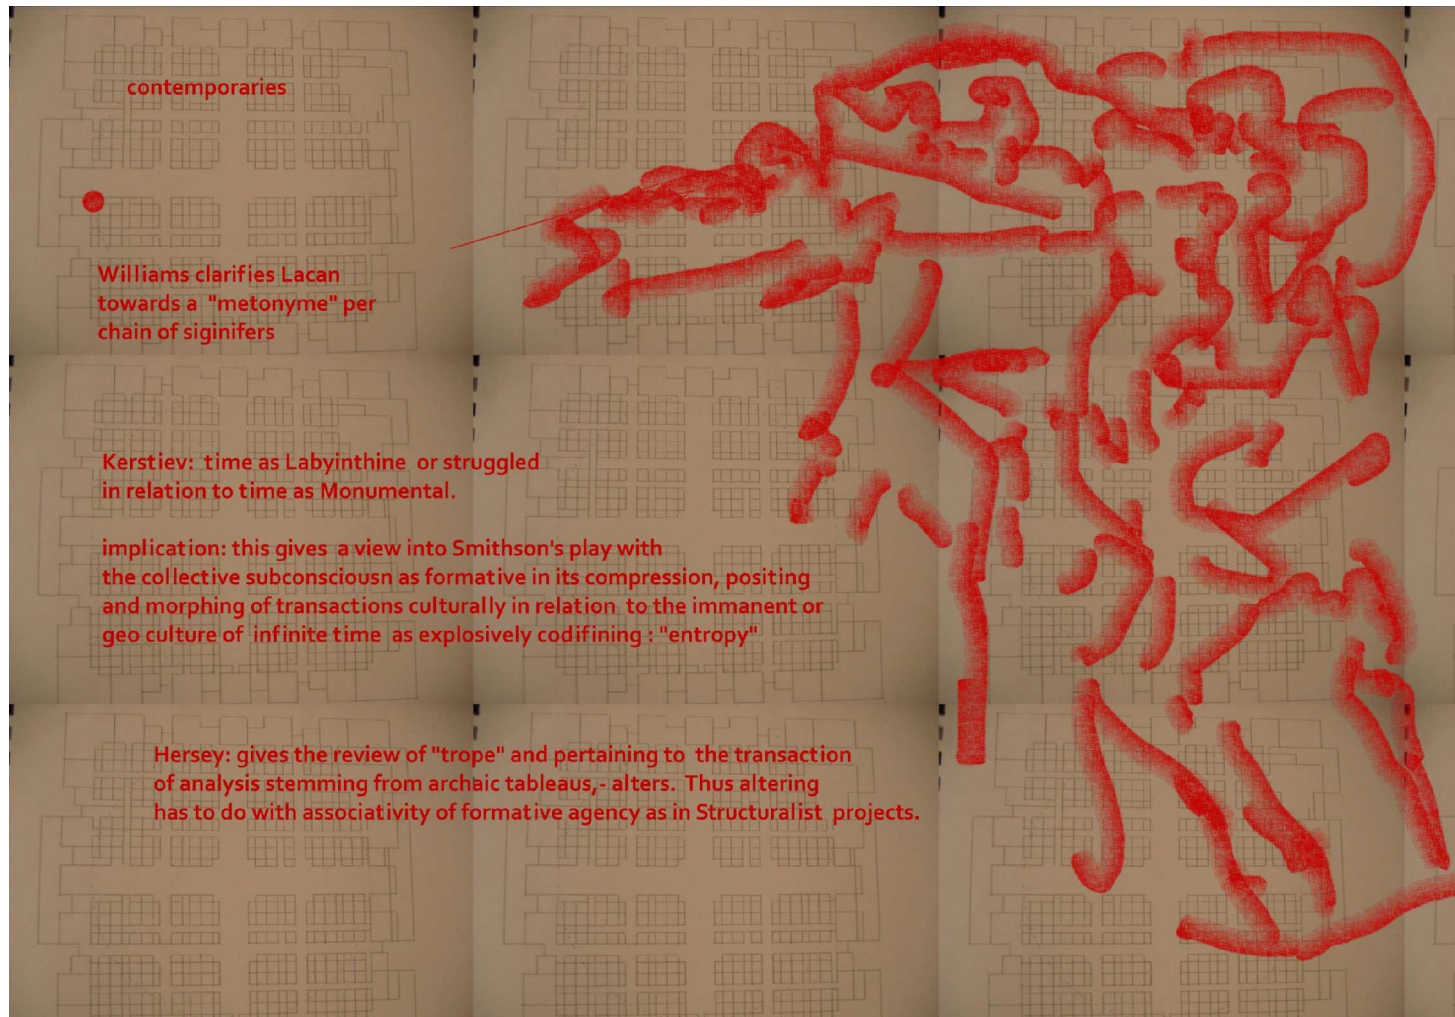 contemporaries
Williams clarifies Lacan
towards a "metonyme" per
chain of siginifers
Kerstiev: time as Labyinthine or struggled
in relation to time as Monumental.
implication: this gives a view into Smithson's play with
the collective subconsciousn as formative in its compression, positing
and morphing of transactions culturally in relation to the immanent or
geo culture of infinite time as explosively codifining : "entropy"
Hersey: gives the review of "trope" and pertaining to the transaction
of analysis stemming from archaic tableaus,- alters. Thus altering
has to do with associativity of formative agency as in Structuralist projects.